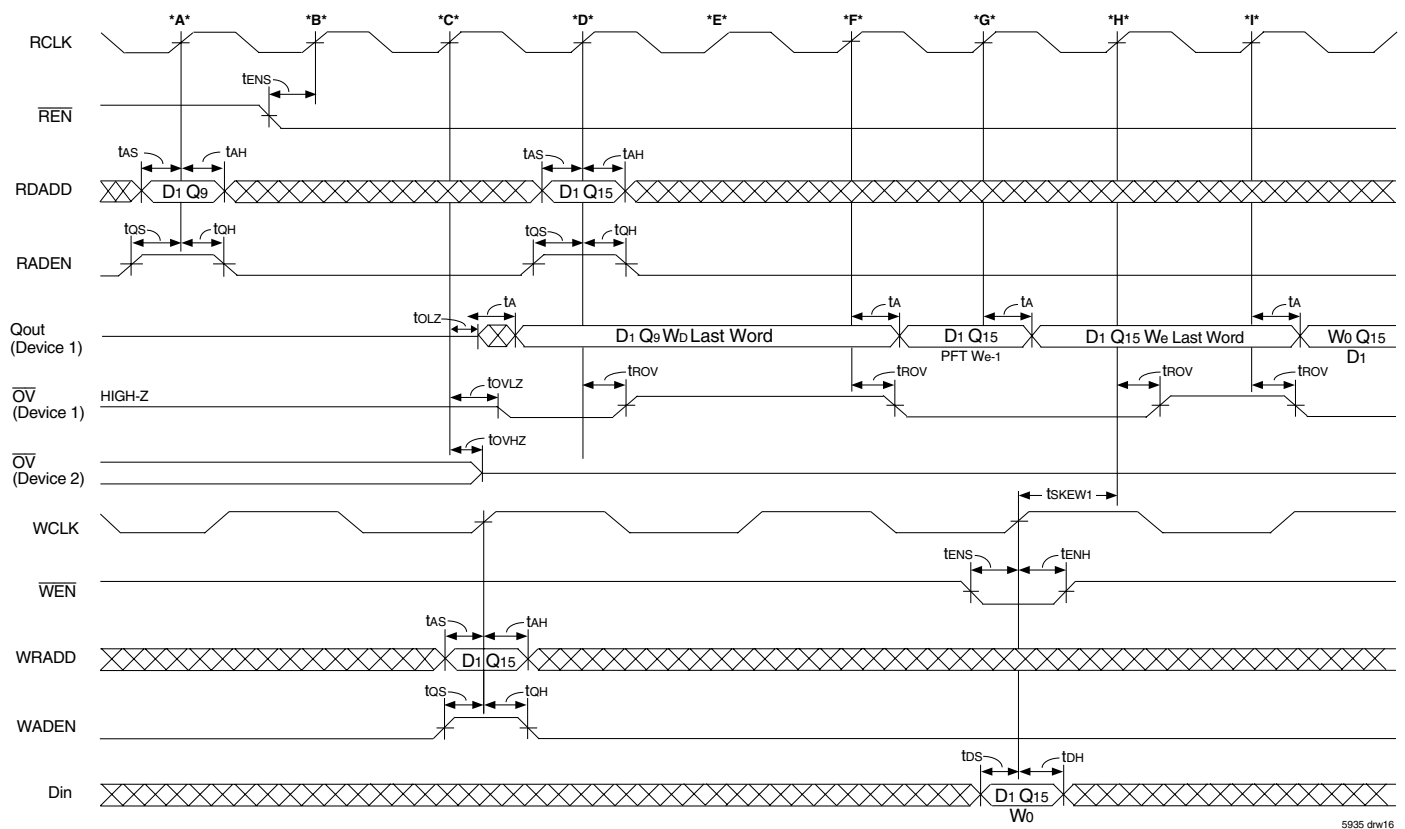 *A* *B* *C* *D* *E* *F* *G* *H* *I*
RCLK
tENS
REN
tAS tAH tAS tAH
RDADD D1 Q9 D1 Q15
tQS tQH tQS tQH
RADEN
tA tA tA tA
tOLZ
Qout (Device 1) D1 Q9 WD Last Word D1 Q15 D1 Q15 We Last Word W0 Q15
PFT We-1 D1
tOVLZ tROV tROV tROV tROV
OV (Device 1) HIGH-Z
tOVHZ
OV (Device 2)
tSKEW1
WCLK
tENS tENH
WEN
tAS tAH
WRADD D1 Q15
tQS tQH
WADEN
tDS tDH
Din D1 Q15
W0
5935 drw16